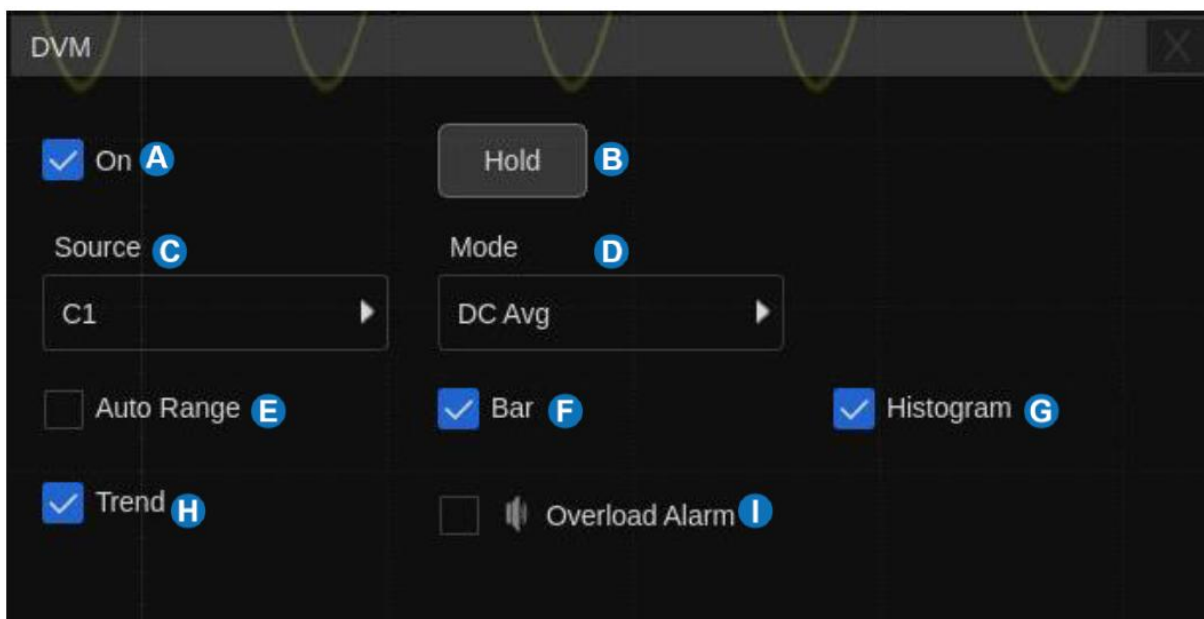 DVM X
On A Hold B
Source C Mode D
C1 DC Avg
Auto Range E Bar F Histogram G
Trend H Overload Alarm I